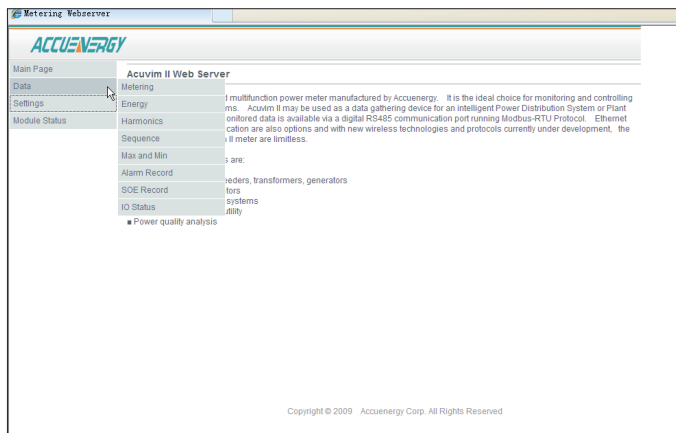 Metering Webserver
ACCUENERGY
Main Page
Data
Settings
Module Status
Acuvim II Web Server
Metering
Energy
Harmonics
Sequence
Max and Min
Alarm Record
SOE Record
IO Status
d multifunction power meter manufactured by Accuenergy. It is the ideal choice for monitoring and controlling
ms. Acuvim II may be used as a data gathering device for an intelligent Power Distribution System or Plant
onitored data is available via a digital RS485 communication port running Modbus-RTU Protocol. Ethernet
cation are also options and with new wireless technologies and protocols currently under development, the
II meter are limitless.
s are:
eeders, transformers, generators
tors
systems
utility
■ Power quality analysis
Copyright © 2009 Accuenergy Corp. All Rights Reserved